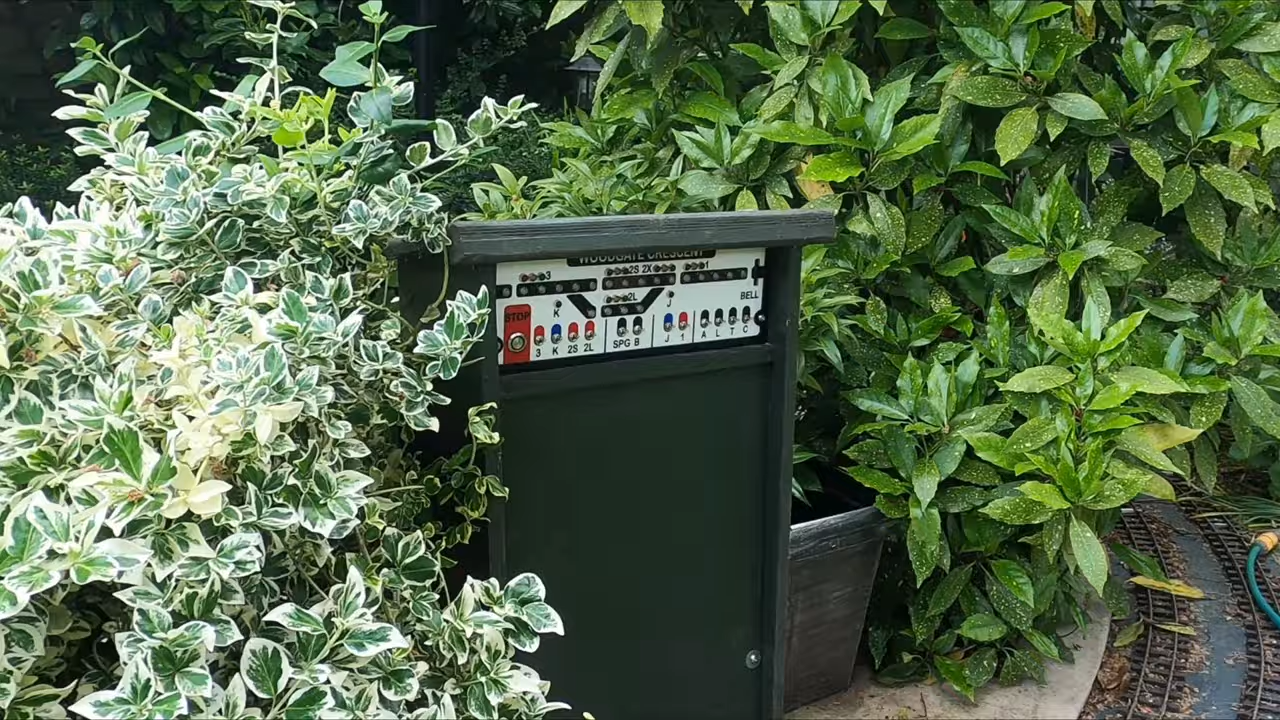 WOODGATE CRESCENT
3 2S 2X 1
K 2L J
STOP BELL
3 K 2S 2L SPG B J 1 A L T C